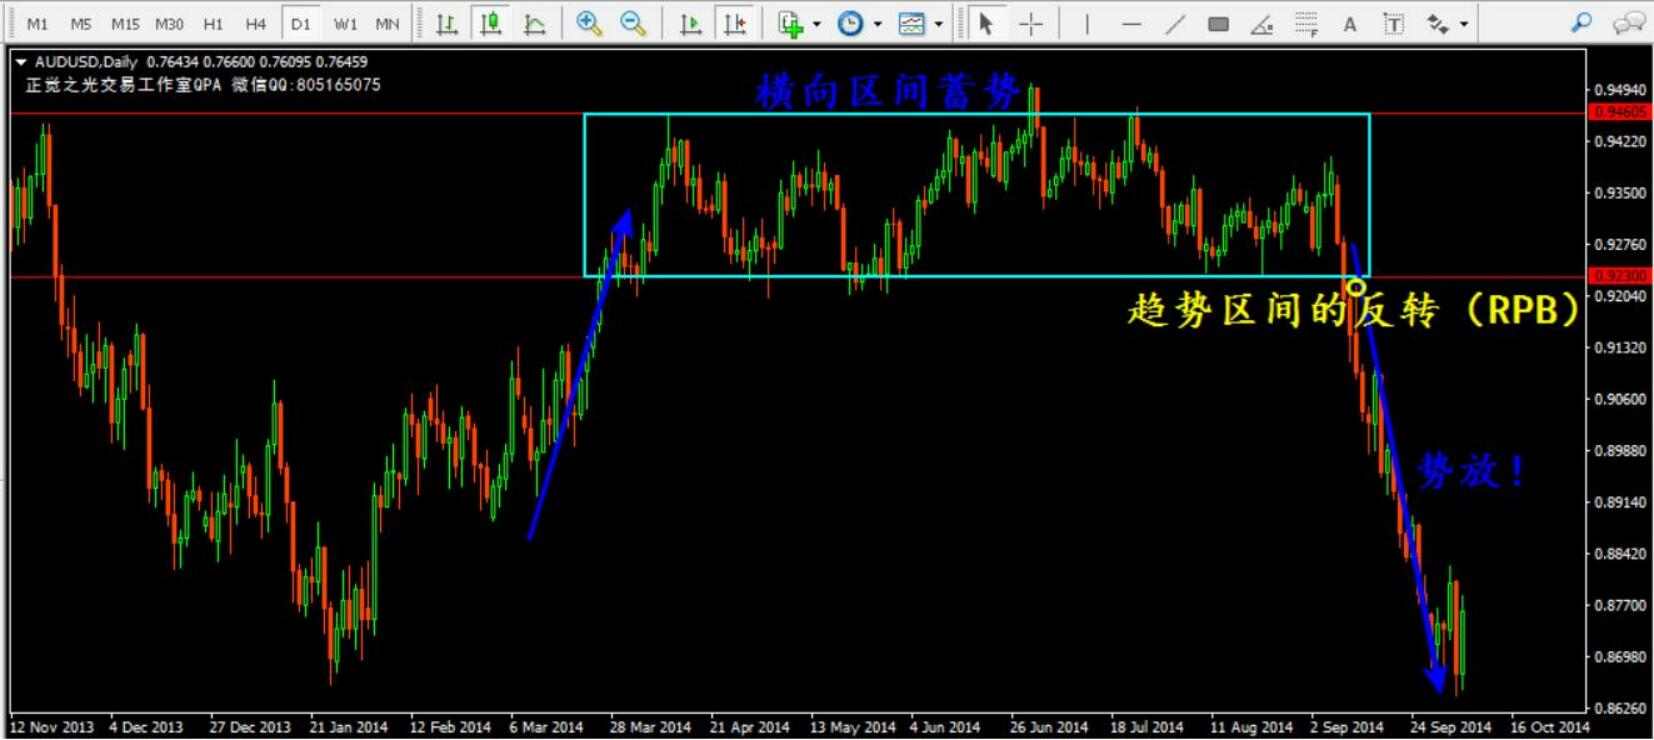 M1 M5 M15 M30 H1 H4 D1 W1 MN F A T
AUDUSD,Daily 0.76434 0.76600 0.76095 0.76459
正觉之光交易工作室QPA 微信QQ:805165075
横向区间蓄势
趋势区间的反转（RPB）
势放！
0.94940
0.94605
0.94220
0.93500
0.92760
0.92300
0.92040
0.91320
0.90600
0.89880
0.89140
0.88420
0.87700
0.86980
0.86260
12 Nov 2013 4 Dec 2013 27 Dec 2013 21 Jan 2014 12 Feb 2014 6 Mar 2014 28 Mar 2014 21 Apr 2014 13 May 2014 4 Jun 2014 26 Jun 2014 18 Jul 2014 11 Aug 2014 2 Sep 2014 24 Sep 2014 16 Oct 2014